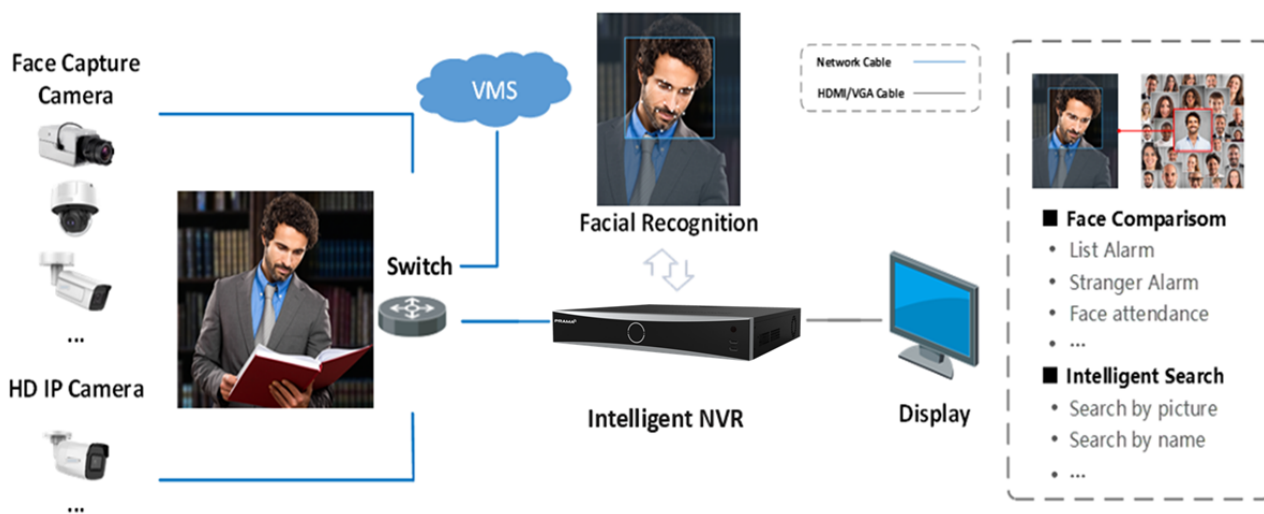 Face Capture
Camera
...
HD IP Camera
...
VMS
Switch
Facial Recognition
PRAMA
Intelligent NVR
Display
Network Cable
HDMI/VGA Cable
■ Face Comparisom
• List Alarm
• Stranger Alarm
• Face attendance
• ...
■ Intelligent Search
• Search by picture
• Search by name
• ...